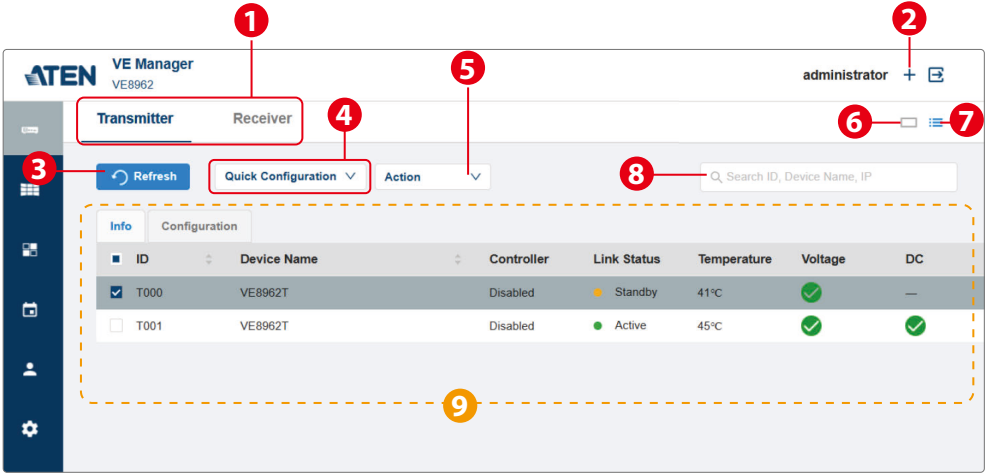 1
2
ATEN
VE Manager
VE8962
5
administrator
Transmitter
Receiver
4
6
7
3
Refresh
Quick Configuration
Action
8
Search ID, Device Name, IP
Info
Configuration
ID
Device Name
Controller
Link Status
Temperature
Voltage
DC
T000
VE8962T
Disabled
Standby
41°C
—
T001
VE8962T
Disabled
Active
45°C
9